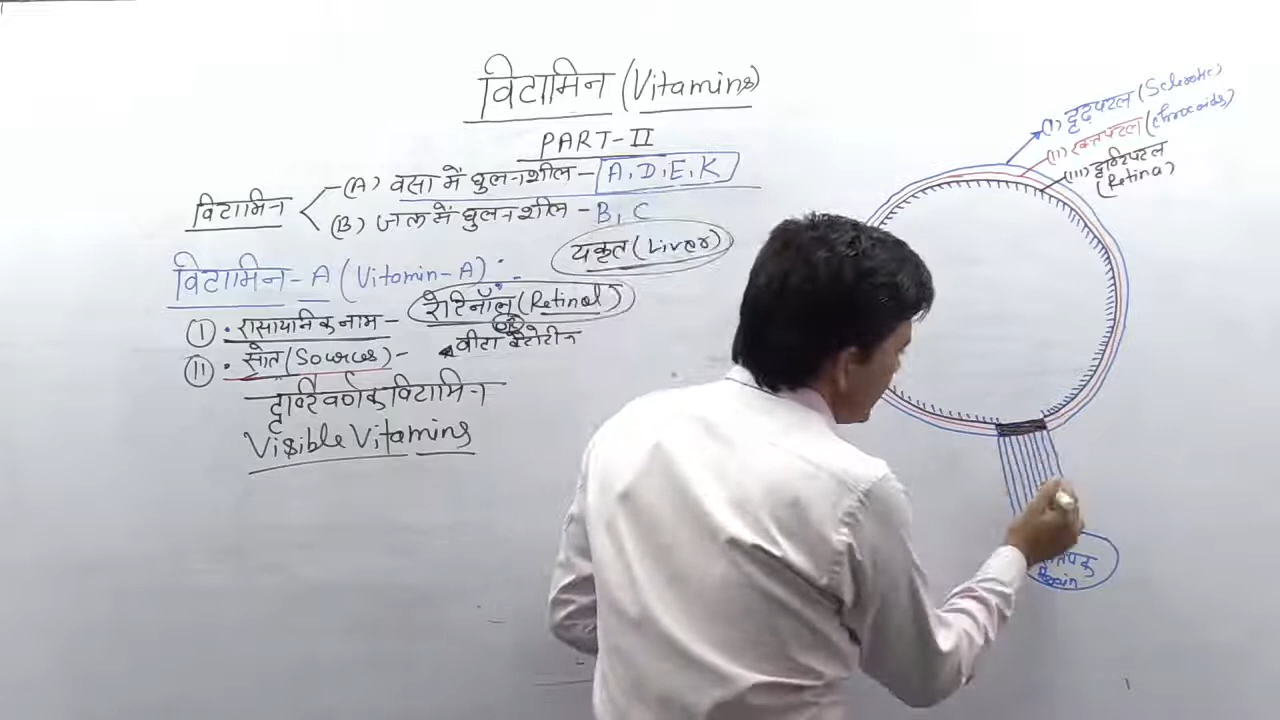 विटामिन (Vitamins)
PART-II
विटामिन
(A) वसा में घुलनशील - A, D, E, K
(B) जल में घुलनशील - B, C
यकृत (Liver)
विटामिन - A (Vitamin-A) :-
(I) • रासायनिक नाम - रेटिनॉल (Retinol)
(II) • स्रोत (Sources) -
दृष्टिवर्णक विटामिन
Visible Vitamins
(I) दृढ़पटल (Sclerotic)
(II) रक्तपटल (Choroids)
(III) दृष्टिपटल
(Retina)
Brain